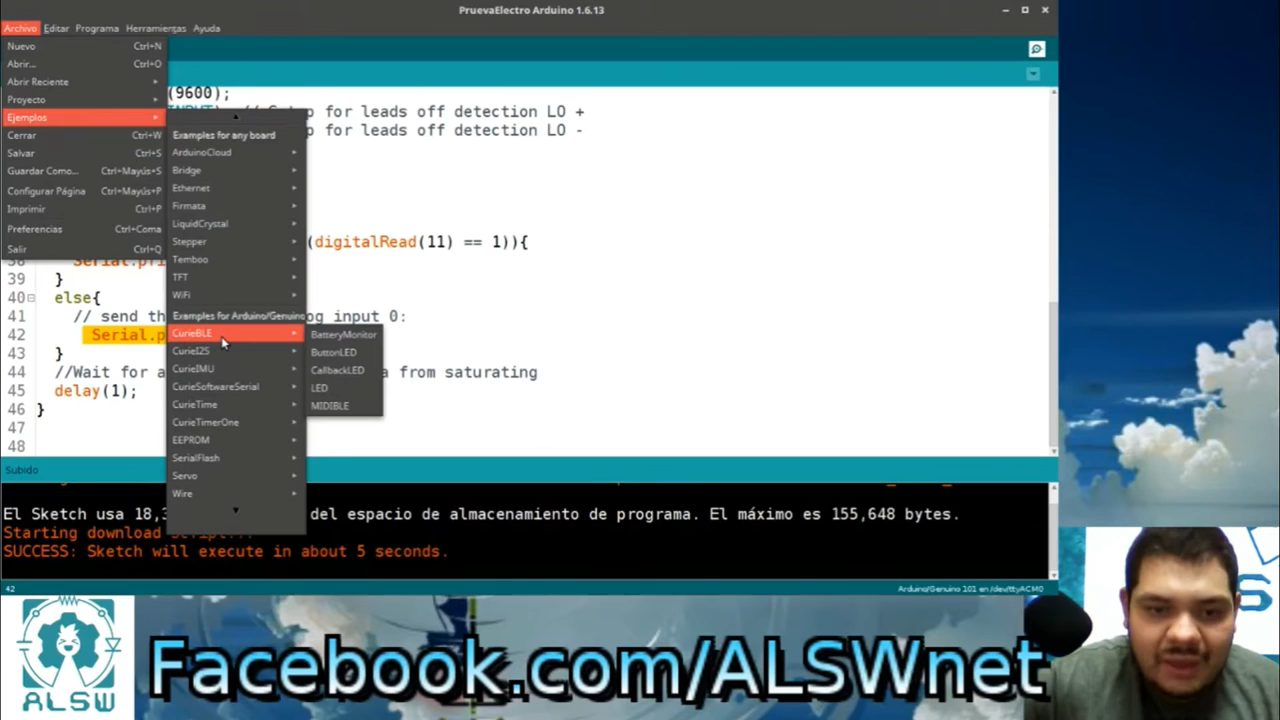 PruevaElectro Arduino 1.6.13
Archivo Editar Programa Herramientas Ayuda
Nuevo Ctrl+N
Abrir... Ctrl+O
Abrir Reciente
Proyecto
Ejemplos
Cerrar Ctrl+W
Salvar Ctrl+S
Guardar Como... Ctrl+Mayús+S
Configurar Página Ctrl+Mayús+P
Imprimir Ctrl+P
Preferencias Ctrl+Coma
Salir Ctrl+Q
Examples for any board
ArduinoCloud
Bridge
Ethernet
Firmata
LiquidCrystal
Stepper
Temboo
TFT
WiFi
Examples for Arduino/Genuino
CurieBLE
CurieI2S
CurieIMU
CurieSoftwareSerial
CurieTime
CurieTimerOne
EEPROM
SerialFlash
Servo
Wire
BatteryMonitor
ButtonLED
CallbackLED
LED
MIDIBLE
(9600);
for leads off detection LO +
for leads off detection LO -
(digitalRead(11) == 1)){
39 }
40 else{
41 // send th og input 0:
42 Serial.p
43 }
44 //Wait for a a from saturating
45 delay(1);
46 }
47
48
Subido
El Sketch usa 18, del espacio de almacenamiento de programa. El máximo es 155,648 bytes.
Starting download
SUCCESS: Sketch will execute in about 5 seconds.
42 Arduino/Genuino 101 en /dev/ttyACM0
ALSW
Facebook.com/ALSWnet